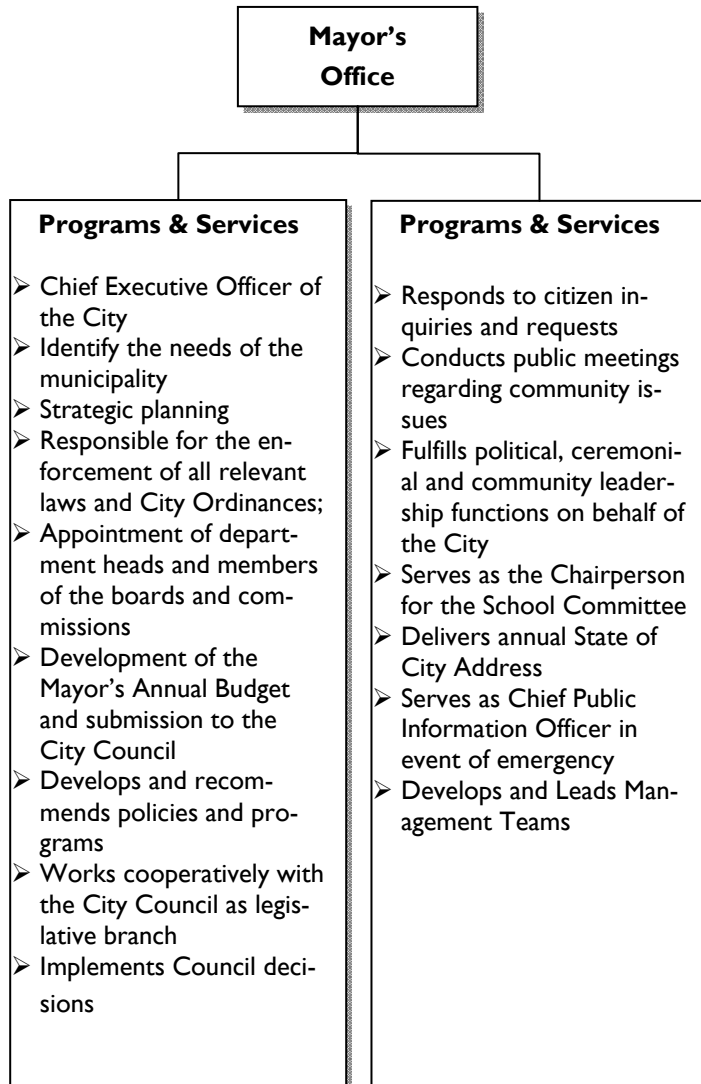 Mayor's
Office
Programs & Services
➢ Chief Executive Officer of
the City
➢ Identify the needs of the
municipality
➢ Strategic planning
➢ Responsible for the en-
forcement of all relevant
laws and City Ordinances;
➢ Appointment of depart-
ment heads and members
of the boards and com-
missions
➢ Development of the
Mayor's Annual Budget
and submission to the
City Council
➢ Develops and recom-
mends policies and pro-
grams
➢ Works cooperatively with
the City Council as legis-
lative branch
➢ Implements Council deci-
sions
Programs & Services
➢ Responds to citizen in-
quiries and requests
➢ Conducts public meetings
regarding community is-
sues
➢ Fulfills political, ceremoni-
al and community leader-
ship functions on behalf of
the City
➢ Serves as the Chairperson
for the School Committee
➢ Delivers annual State of
City Address
➢ Serves as Chief Public
Information Officer in
event of emergency
➢ Develops and Leads Man-
agement Teams